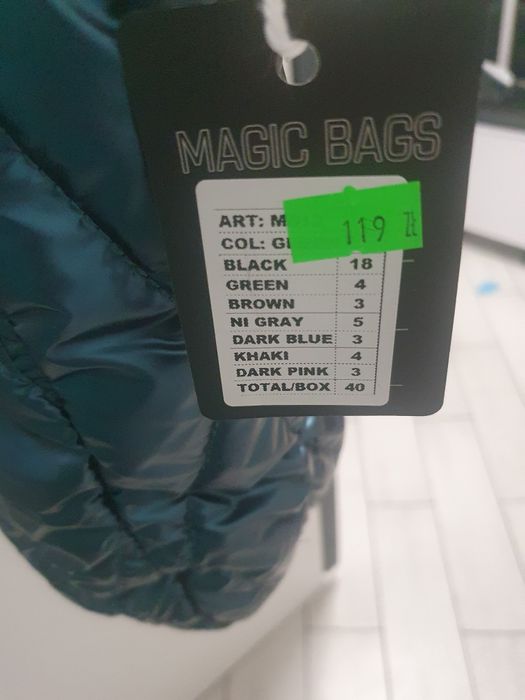 MAGIC BAGS
119 Zł
ART:
COL:
BLACK 18
GREEN 4
BROWN 3
NI GRAY 5
DARK BLUE 3
KHAKI 4
DARK PINK 3
TOTAL/BOX 40